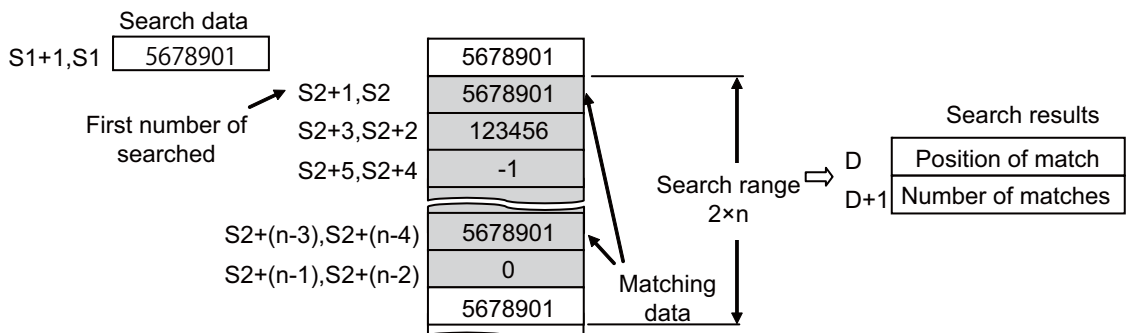 Search data
S1+1,S1
5678901
5678901
S2+1,S2
5678901
First number of
searched
S2+3,S2+2
123456
S2+5,S2+4
-1
S2+(n-3),S2+(n-4)
5678901
S2+(n-1),S2+(n-2)
0
5678901
Matching
data
Search range
2×n
Search results
D
Position of match
D+1
Number of matches